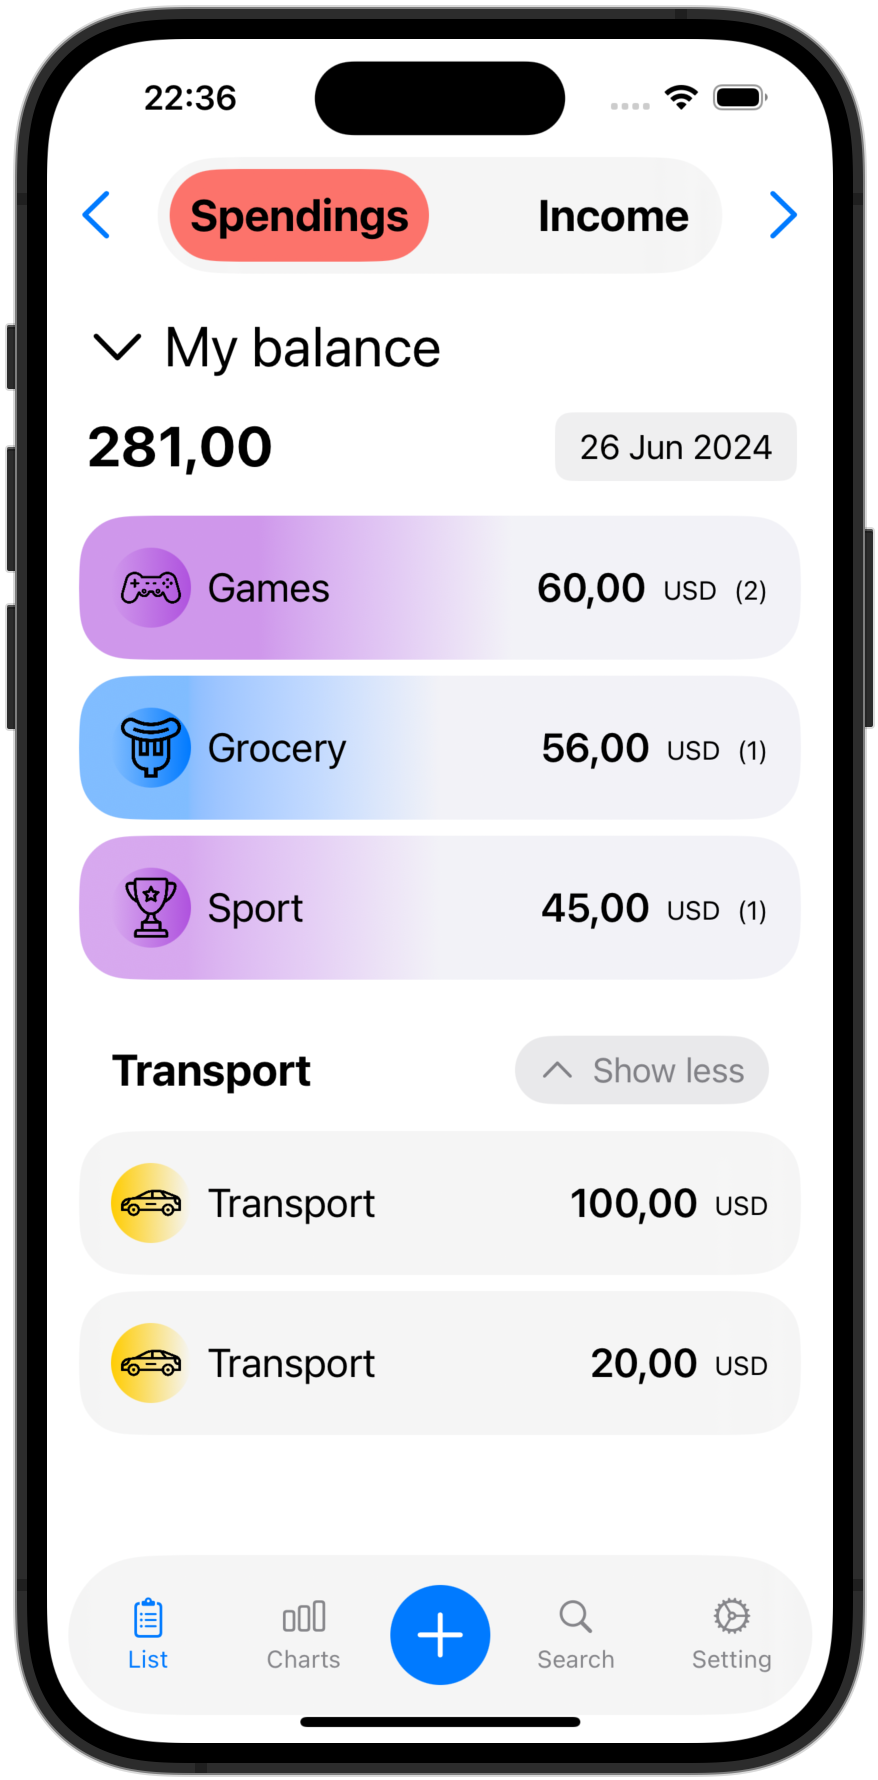 22:36
Spendings Income
My balance
281,00 26 Jun 2024
Games 60,00 USD (2)
Grocery 56,00 USD (1)
Sport 45,00 USD (1)
Transport Show less
Transport 100,00 USD
Transport 20,00 USD
List Charts Search Setting